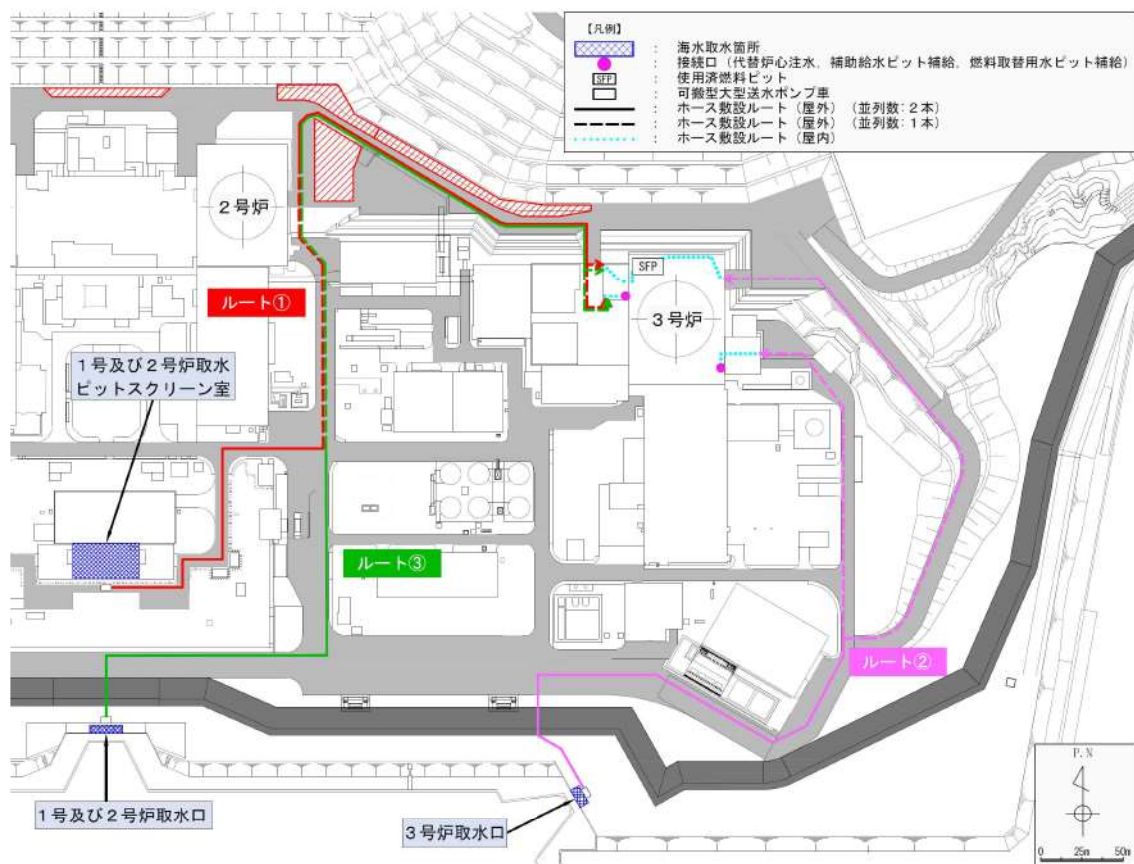 【凡例】
： 海水取水箇所
： 接続口（代替炉心注水，補助給水ピット補給，燃料取替用水ピット補給）
SFP ： 使用済燃料ピット
： 可搬型大型送水ポンプ車
： ホース敷設ルート（屋外）（並列数：２本）
： ホース敷設ルート（屋外）（並列数：１本）
： ホース敷設ルート（屋内）
２号炉
SFP
３号炉
ルート①
１号及び２号炉取水
ピットスクリーン室
ルート③
ルート②
１号及び２号炉取水口
３号炉取水口
P.N
0 25m 50m